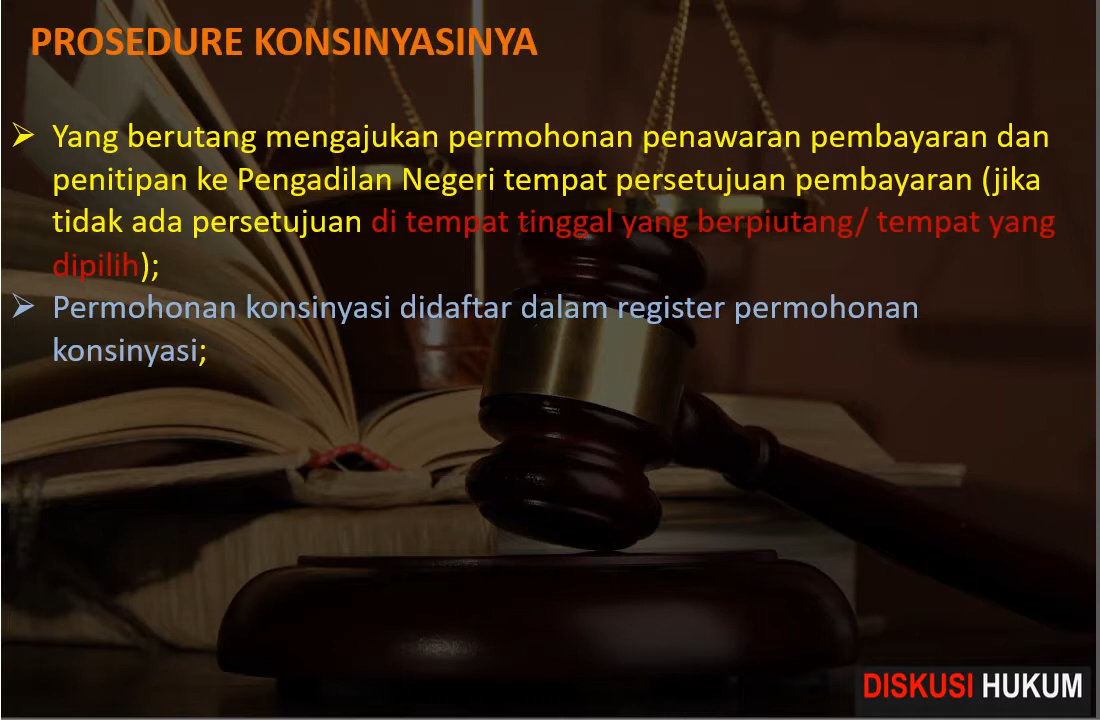 PROSEDURE KONSINYASINYA
Yang berutang mengajukan permohonan penawaran pembayaran dan
penitipan ke Pengadilan Negeri tempat persetujuan pembayaran (jika
tidak ada persetujuan di tempat tinggal yang berpiutang/ tempat yang
dipilih);
Permohonan konsinyasi didaftar dalam register permohonan
konsinyasi;
DISKUSI HUKUM